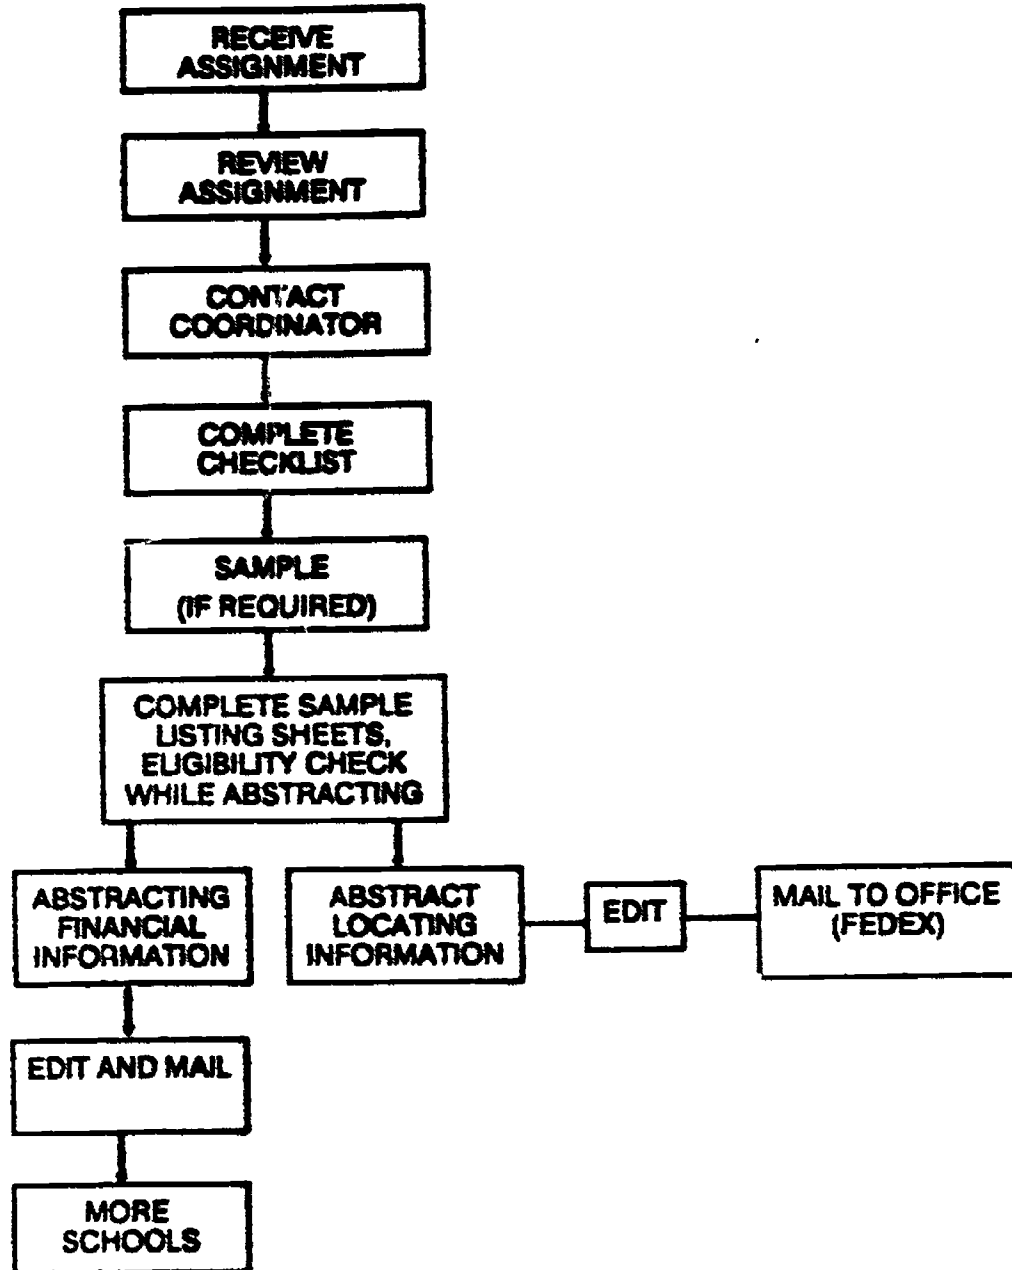 RECEIVE
ASSIGNMENT
REVIEW
ASSIGNMENT
CONTACT
COORDINATOR
COMPLETE
CHECKLIST
SAMPLE
(IF REQUIRED)
COMPLETE SAMPLE
LISTING SHEETS,
ELIGIBILITY CHECK
WHILE ABSTRACTING
ABSTRACTING
FINANCIAL
INFORMATION
ABSTRACT
LOCATING
INFORMATION
EDIT
MAIL TO OFFICE
(FEDEX)
EDIT AND MAIL
MORE
SCHOOLS